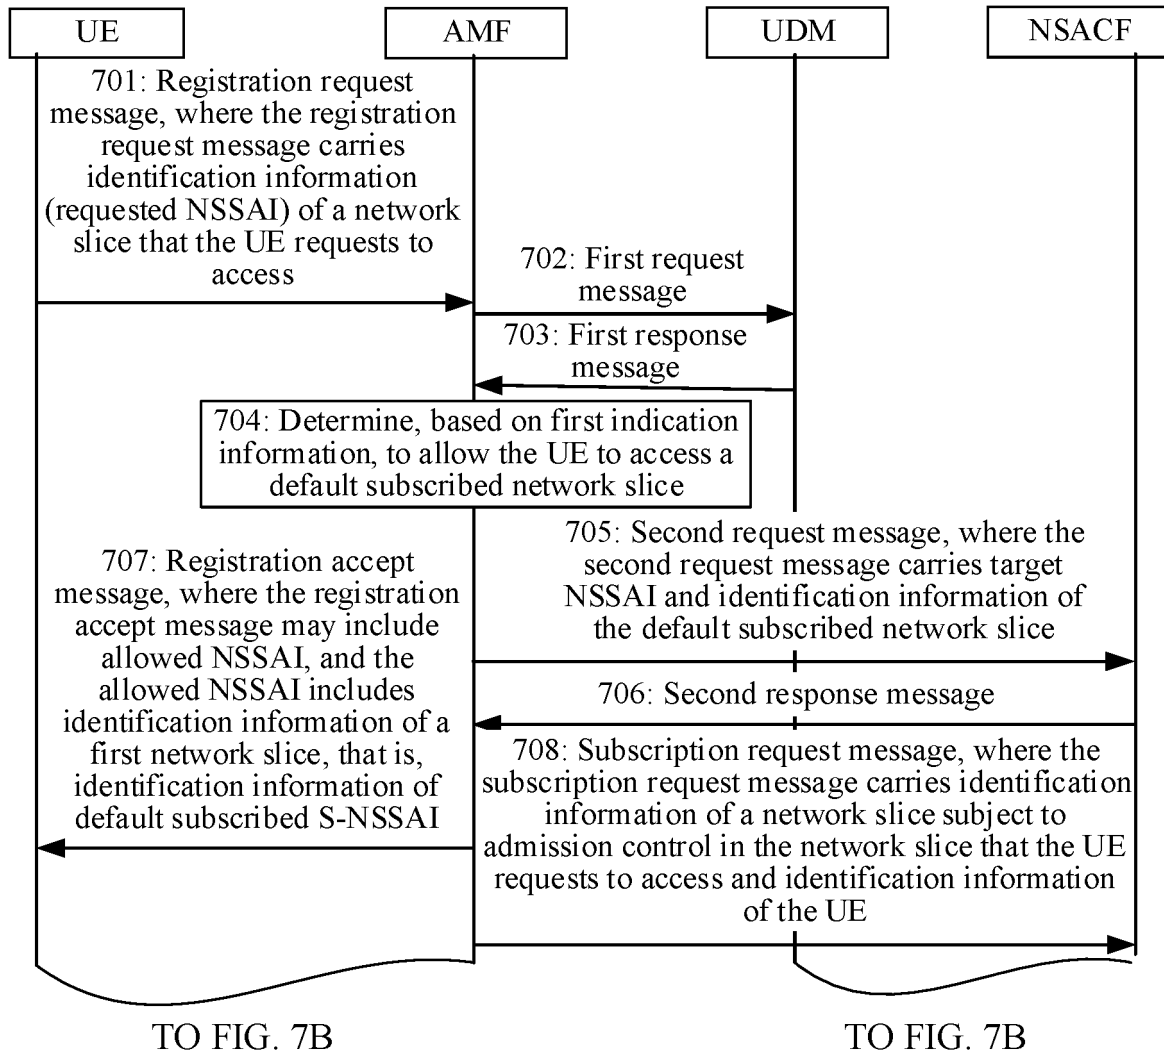 UE
AMF
UDM
NSACF
701: Registration request
message, where the registration
request message carries
identification information
(requested NSSAI) of a network
slice that the UE requests to
access
702: First request
message
703: First response
message
704: Determine, based on first indication
information, to allow the UE to access a
default subscribed network slice
705: Second request message, where the
second request message carries target
NSSAI and identification information of
the default subscribed network slice
706: Second response message
707: Registration accept
message, where the registration
accept message may include
allowed NSSAI, and the
allowed NSSAI includes
identification information of a
first network slice, that is,
identification information of
default subscribed S-NSSAI
708: Subscription request message, where the
subscription request message carries identification
information of a network slice subject to
admission control in the network slice that the UE
requests to access and identification information
of the UE
TO FIG. 7B
TO FIG. 7B